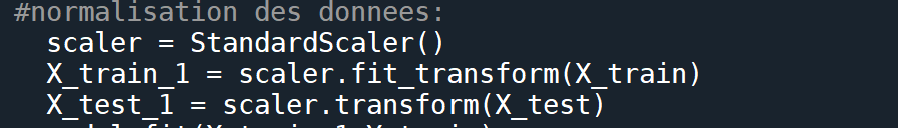 #normalisation des donnees:
scaler = StandardScaler()
X_train_1 = scaler.fit_transform(X_train)
X_test_1 = scaler.transform(X_test)